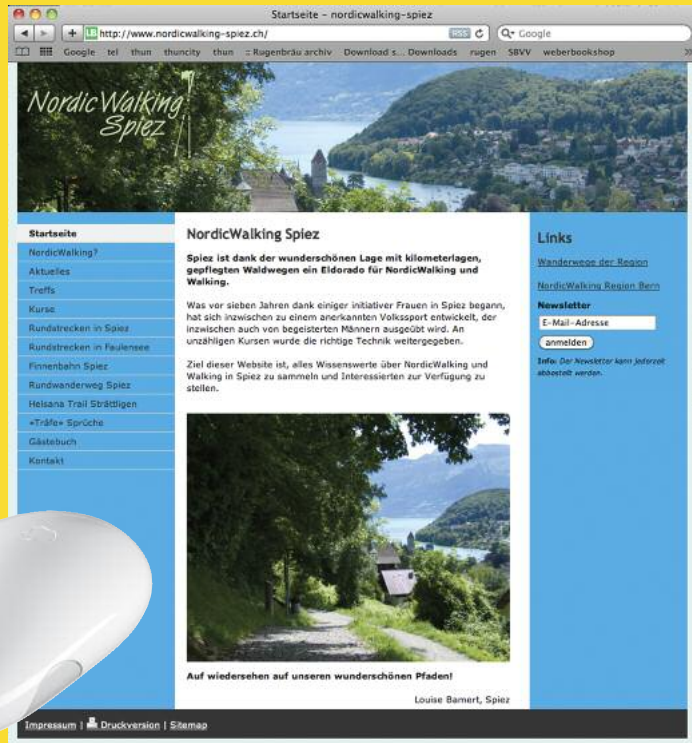 Startseite – nordicwalking-spiez
http://www.nordicwalking-spiez.ch/
RSS
Google
Google tel thun thuncity thun :: Rugenbräu archiv Download s... Downloads rugen SBVV weberbookshop
NordicWalking
Spiez
Startseite
NordicWalking?
Aktuelles
Treffs
Kurse
Rundstrecken in Spiez
Rundstrecken in Faulensee
Finnenbahn Spiez
Rundwanderweg Spiez
Helsana Trail Strättligen
«Träfe» Sprüche
Gästebuch
Kontakt
NordicWalking Spiez
Spiez ist dank der wunderschönen Lage mit kilometerlagen,
gepflegten Waldwegen ein Eldorado für NordicWalking und
Walking.
Was vor sieben Jahren dank einiger initiativer Frauen in Spiez begann,
hat sich inzwischen zu einem anerkannten Volkssport entwickelt, der
inzwischen auch von begeisterten Männern ausgeübt wird. An
unzähligen Kursen wurde die richtige Technik weitergegeben.
Ziel dieser Website ist, alles Wissenswerte über NordicWalking und
Walking in Spiez zu sammeln und Interessierten zur Verfügung zu
stellen.
Auf wiedersehen auf unseren wunderschönen Pfaden!
Louise Bamert, Spiez
Links
Wanderwege der Region
NordicWalking Region Bern
Newsletter
E-Mail-Adresse
anmelden
Info: Der Newsletter kann jederzeit
abbestellt werden.
Impressum | Druckversion | Sitemap